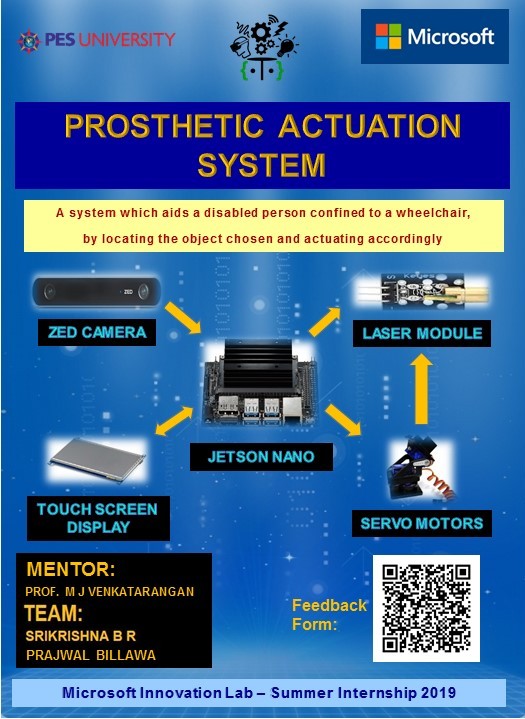 PES UNIVERSITY
Microsoft
PROSTHETIC ACTUATION
SYSTEM
A system which aids a disabled person confined to a wheelchair,
by locating the object chosen and actuating accordingly
ZED
Keyes
ZED CAMERA
LASER MODULE
JETSON NANO
TOUCH SCREEN
DISPLAY
SERVO MOTORS
MENTOR:
PROF. M J VENKATARANGAN
TEAM:
SRIKRISHNA B R
PRAJWAL BILLAWA
Feedback
Form:
Microsoft Innovation Lab – Summer Internship 2019